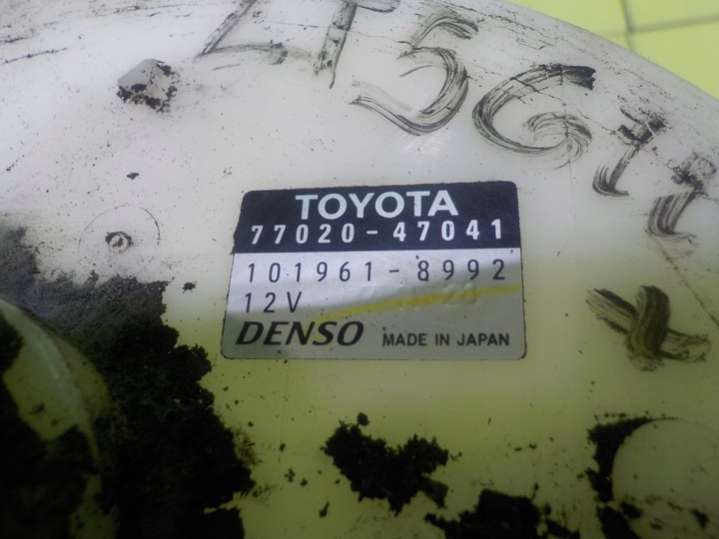 TOYOTA
77020-47041
101961-8992
12V
DENSO MADE IN JAPAN